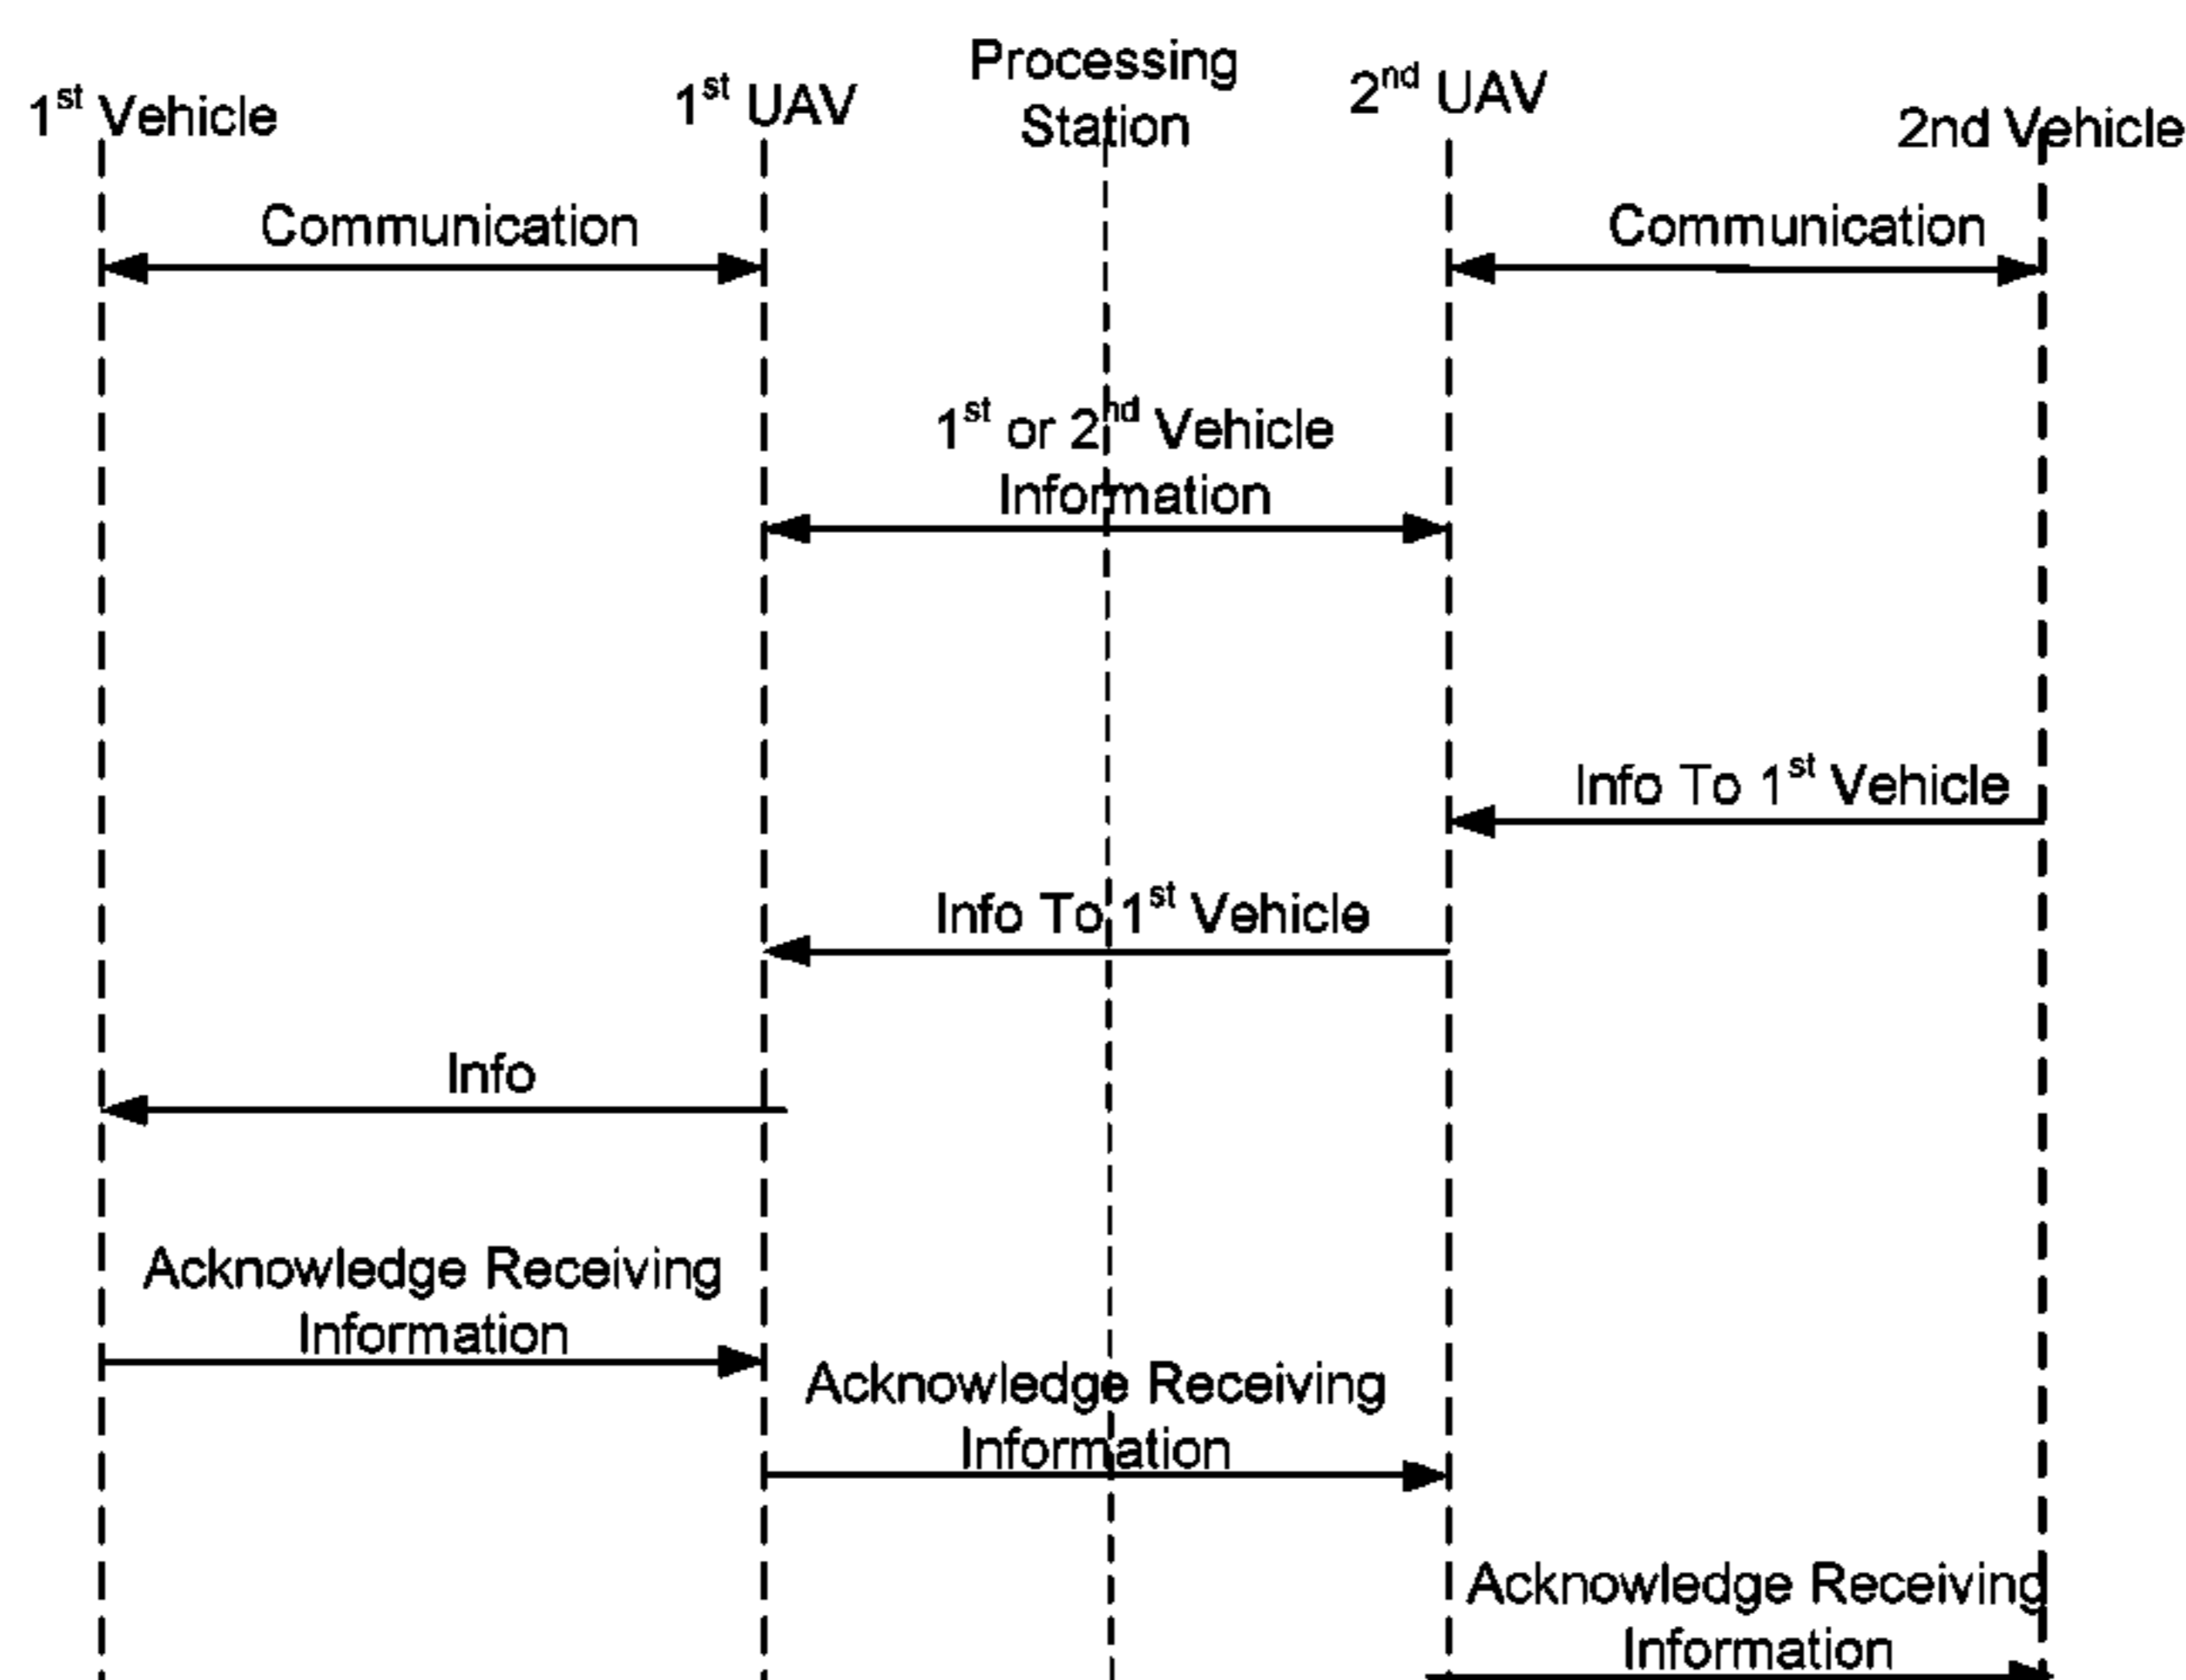 Processing
Station
1st Vehicle
1st UAV
2nd UAV
2nd Vehicle
Communication
Communication
1st or 2nd Vehicle
Information
Info To 1st Vehicle
Info To 1st Vehicle
Info
Acknowledge Receiving
Information
Acknowledge Receiving
Information
Acknowledge Receiving
Information